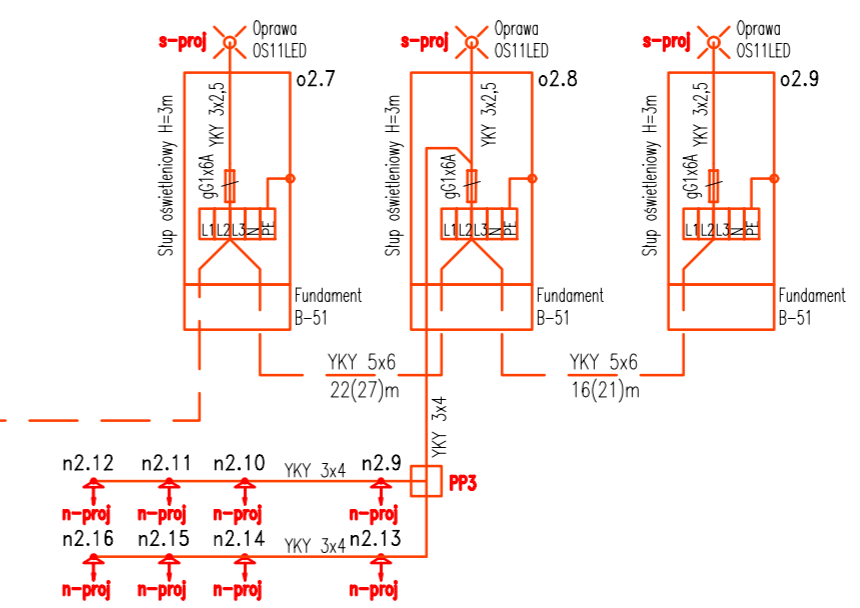 s-proj
Oprawa
OS11LED
o2.7
Słup oświetleniowy H=3m
YKY 3x2,5
gG1x6A
L1 L2 L3 N PE
Fundament
B-51
s-proj
Oprawa
OS11LED
o2.8
Słup oświetleniowy H=3m
YKY 3x2,5
gG1x6A
L1 L2 L3 N PE
Fundament
B-51
s-proj
Oprawa
OS11LED
o2.9
Słup oświetleniowy H=3m
YKY 3x2,5
gG1x6A
L1 L2 L3 N PE
Fundament
B-51
YKY 5x6
22(27)m
YKY 5x6
16(21)m
YKY 3x4
PP3
n2.12 n2.11 n2.10 YKY 3x4 n2.9
n-proj n-proj n-proj n-proj
n2.16 n2.15 n2.14 YKY 3x4 n2.13
n-proj n-proj n-proj n-proj